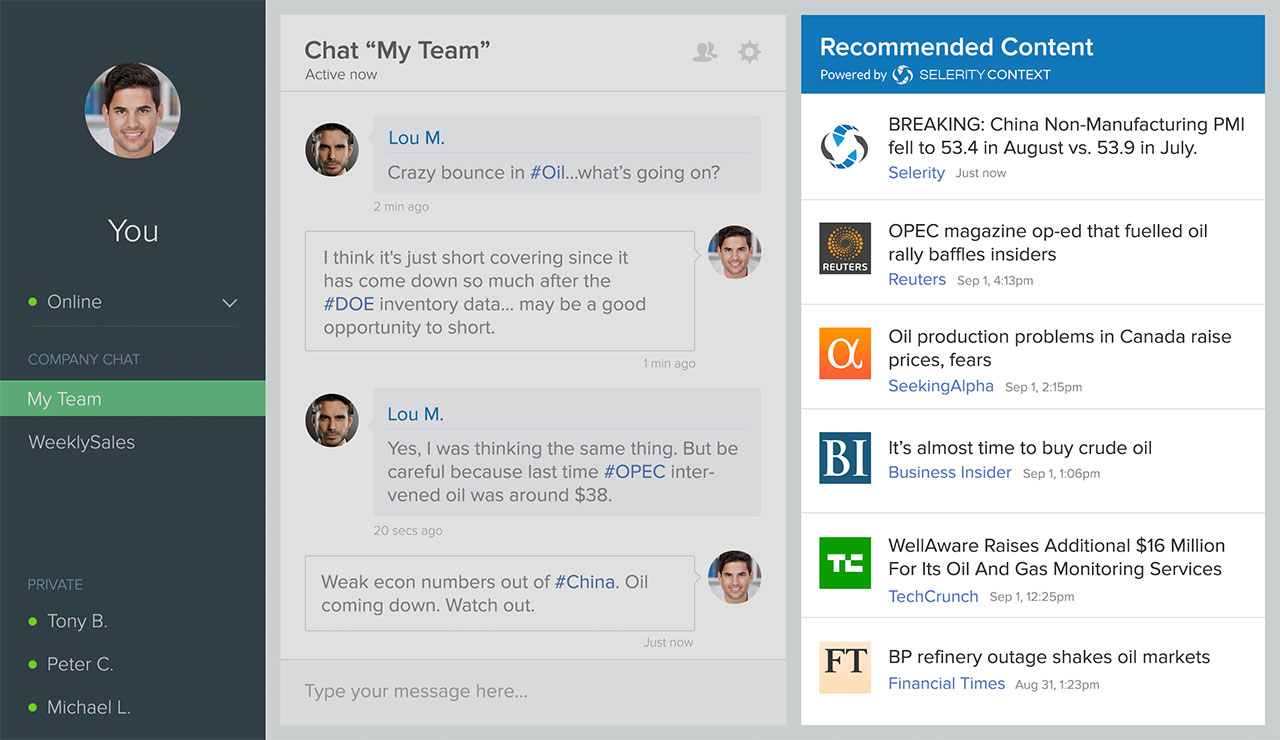 You
Online
COMPANY CHAT
My Team
WeeklySales
PRIVATE
Tony B.
Peter C.
Michael L.
Chat “My Team”
Active now
Lou M.
Crazy bounce in #Oil...what’s going on?
2 min ago
I think it's just short covering since it
has come down so much after the
#DOE inventory data... may be a good
opportunity to short.
1 min ago
Lou M.
Yes, I was thinking the same thing. But be
careful because last time #OPEC inter-
vened oil was around $38.
20 secs ago
Weak econ numbers out of #China. Oil
coming down. Watch out.
Just now
Type your message here...
Recommended Content
Powered by SELERITY CONTEXT
BREAKING: China Non-Manufacturing PMI
fell to 53.4 in August vs. 53.9 in July.
Selerity Just now
REUTERS
OPEC magazine op-ed that fuelled oil
rally baffles insiders
Reuters Sep 1, 4:13pm
α
Oil production problems in Canada raise
prices, fears
SeekingAlpha Sep 1, 2:15pm
BI
It’s almost time to buy crude oil
Business Insider Sep 1, 1:06pm
TC
WellAware Raises Additional $16 Million
For Its Oil And Gas Monitoring Services
TechCrunch Sep 1, 12:25pm
FT
BP refinery outage shakes oil markets
Financial Times Aug 31, 1:23pm